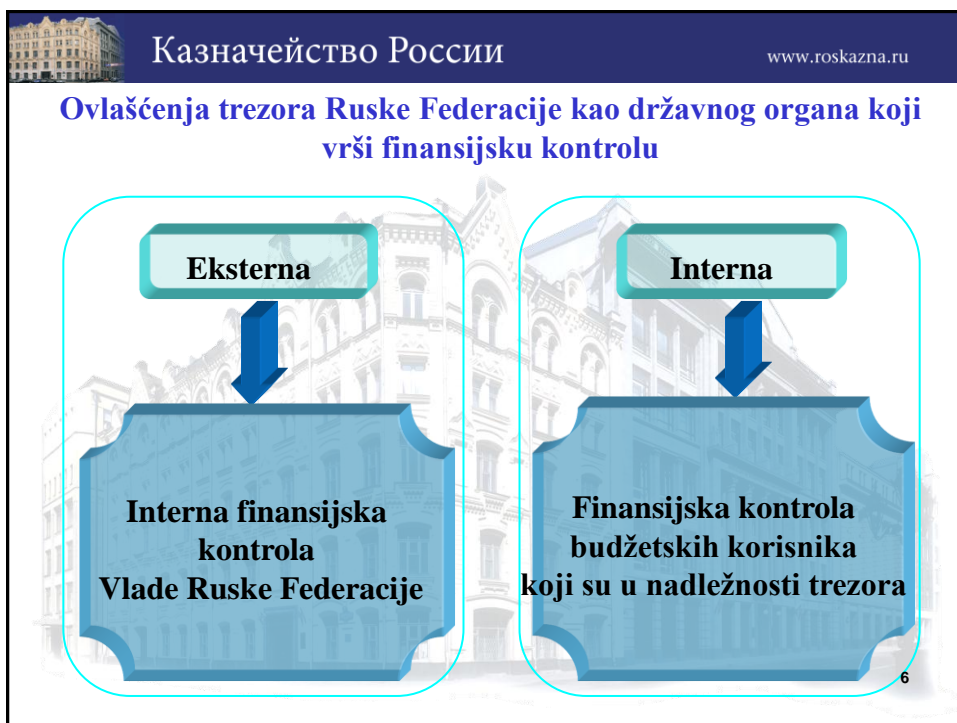 Казначейство России
www.roskazna.ru
Ovlašćenja trezora Ruske Federacije kao državnog organa koji
vrši finansijsku kontrolu
Eksterna
Interna finansijska
kontrola
Vlade Ruske Federacije
Interna
Finansijska kontrola
budžetskih korisnika
koji su u nadležnosti trezora
6